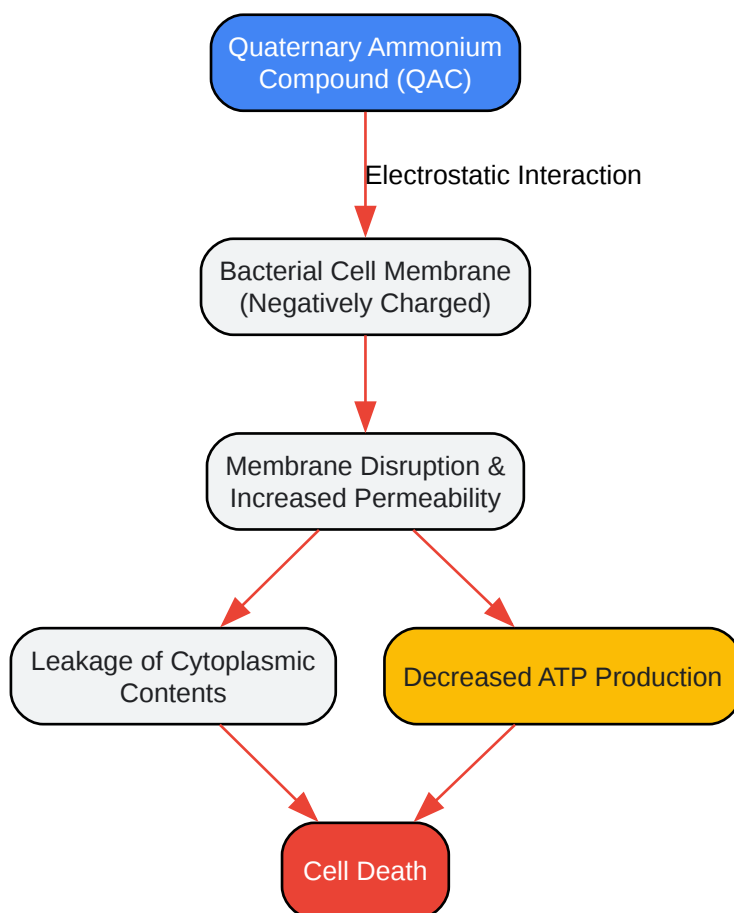 Quaternary Ammonium
Compound (QAC)
Electrostatic Interaction
Bacterial Cell Membrane
(Negatively Charged)
Membrane Disruption &
Increased Permeability
Leakage of Cytoplasmic
Contents
Decreased ATP Production
Cell Death